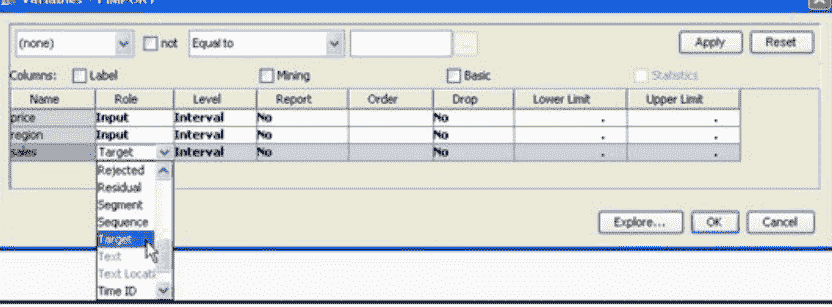 (none) not Equal to Apply Reset
Columns: Label Mining Basic Statistics
Name Role Level Report Order Drop Lower Limit Upper Limit
price Input Interval No No . .
region Input Interval No No . .
sales Target Interval No No . .
Rejected
Residual
Segment
Sequence
Target
Text
Text Locati
Time ID
Explore... OK Cancel